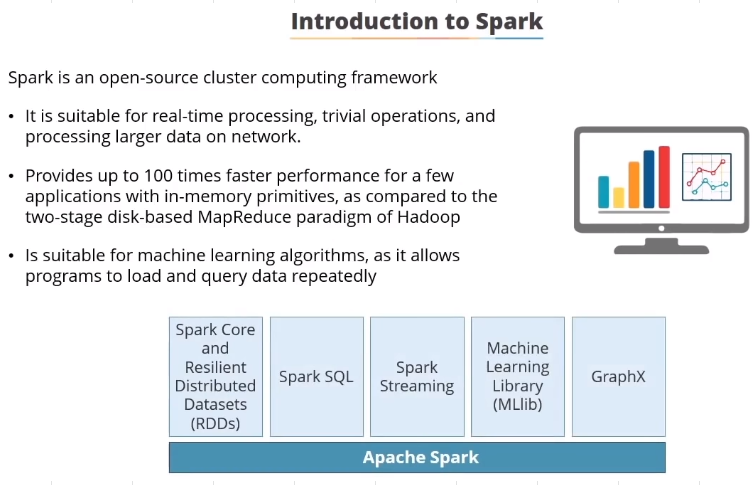 Introduction to Spark
Spark is an open-source cluster computing framework
• It is suitable for real-time processing, trivial operations, and
processing larger data on network.
• Provides up to 100 times faster performance for a few
applications with in-memory primitives, as compared to the
two-stage disk-based MapReduce paradigm of Hadoop
• Is suitable for machine learning algorithms, as it allows
programs to load and query data repeatedly
Spark Core
and
Resilient
Distributed
Datasets
(RDDs)
Spark SQL
Spark
Streaming
Machine
Learning
Library
(MLlib)
GraphX
Apache Spark